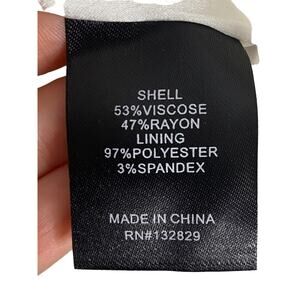 SHELL
53%VISCOSE
47%RAYON
LINING
97%POLYESTER
3%SPANDEX
MADE IN CHINA
RN#132829